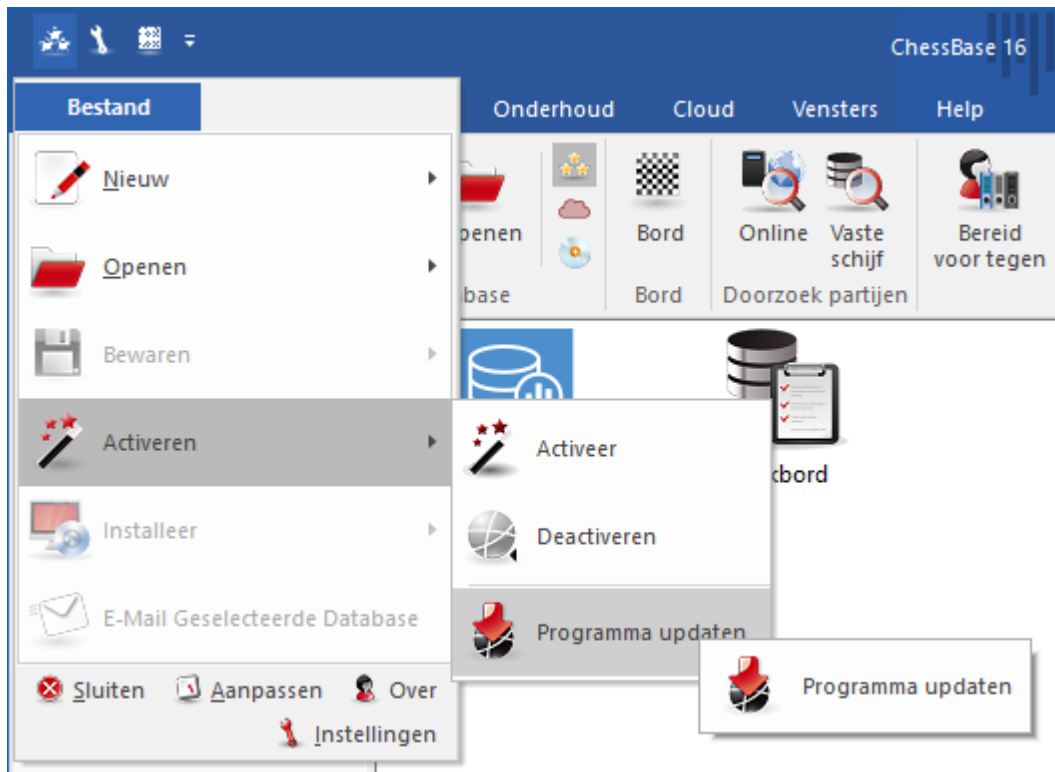 ChessBase 16
Bestand
Onderhoud
Cloud
Vensters
Help
Nieuw
Openen
Bewaren
Activeren
Installeer
E-Mail Geselecteerde Database
Sluiten
Aanpassen
Over
Instellingen
penen
base
Bord
Bord
Online
Vaste
schijf
Doorzoek partijen
Bereid
voor tegen
kbord
Activeer
Deactiveren
Programma updaten
Programma updaten